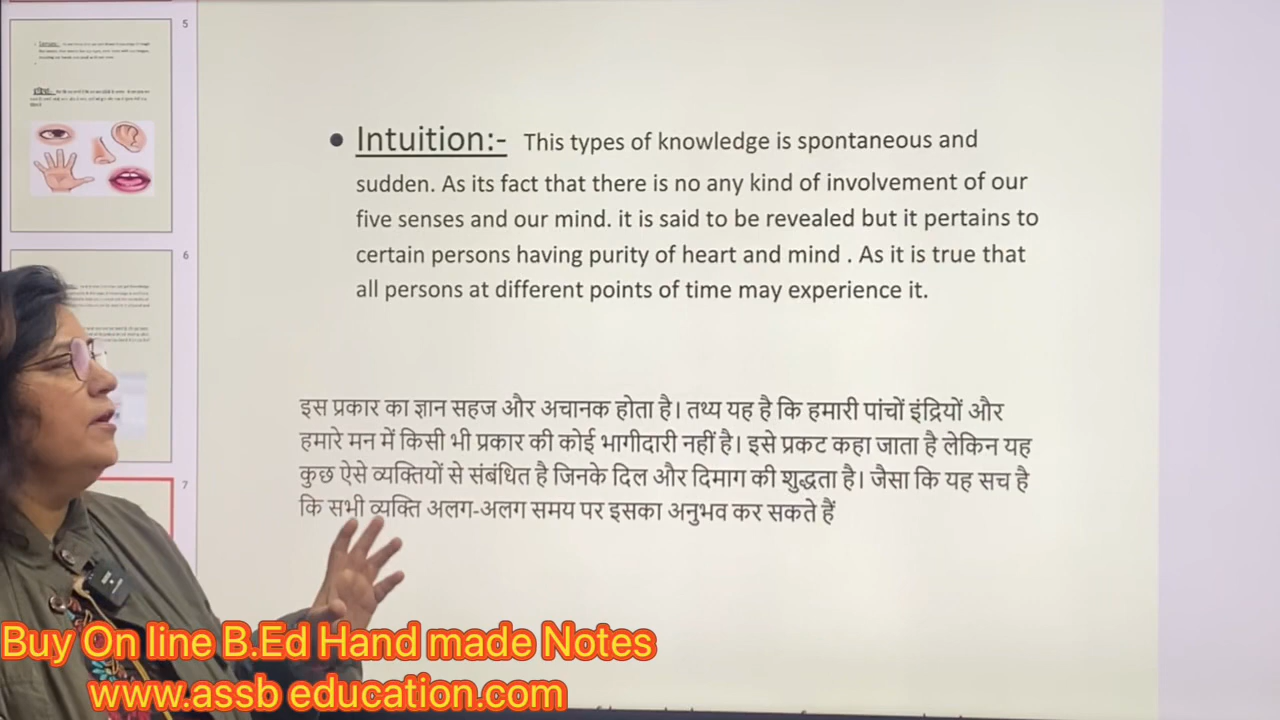 5
6
7
• Intuition:- This types of knowledge is spontaneous and
sudden. As its fact that there is no any kind of involvement of our
five senses and our mind. it is said to be revealed but it pertains to
certain persons having purity of heart and mind . As it is true that
all persons at different points of time may experience it.
इस प्रकार का ज्ञान सहज और अचानक होता है। तथ्य यह है कि हमारी पांचों इंद्रियों और
हमारे मन में किसी भी प्रकार की कोई भागीदारी नहीं है। इसे प्रकट कहा जाता है लेकिन यह
कुछ ऐसे व्यक्तियों से संबंधित है जिनके दिल और दिमाग की शुद्धता है। जैसा कि यह सच है
कि सभी व्यक्ति अलग-अलग समय पर इसका अनुभव कर सकते हैं
Buy On line B.Ed Hand made Notes
www.assb education.com